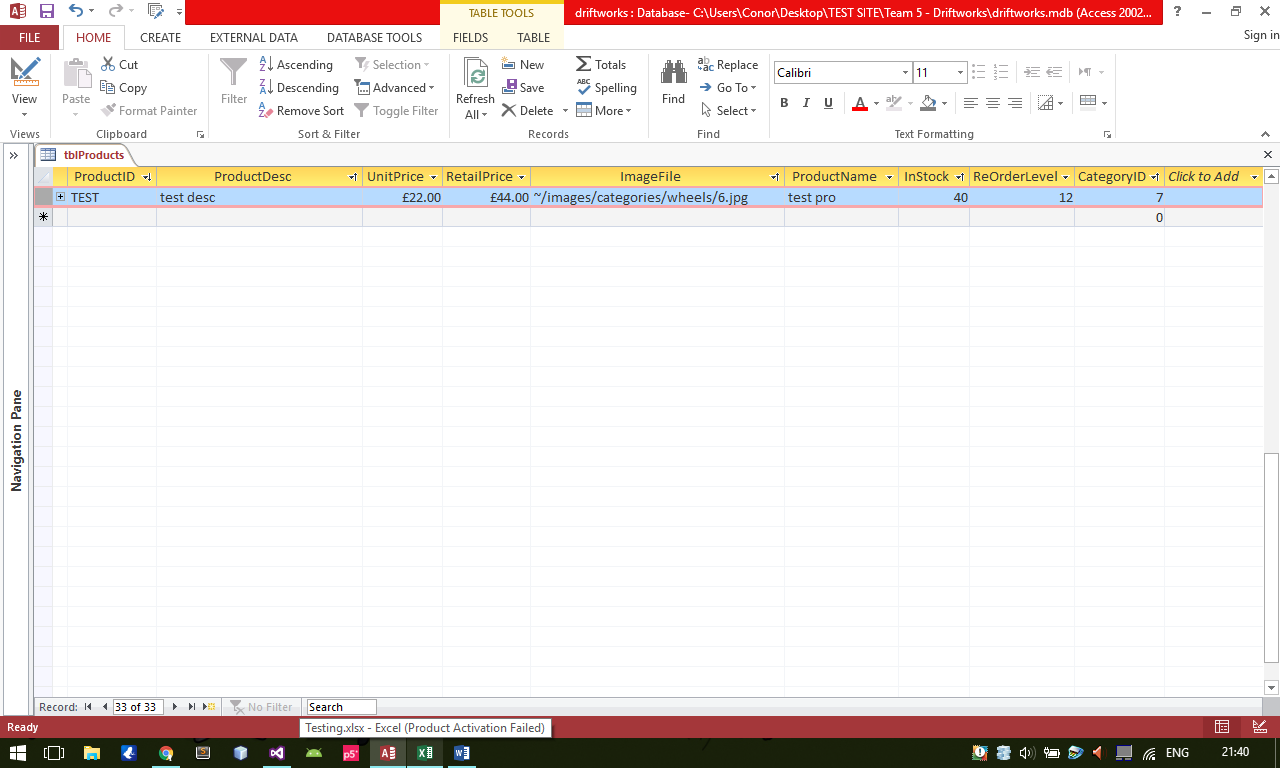 TABLE TOOLS
driftworks : Database- C:\Users\Conor\Desktop\TEST SITE\Team 5 - Driftworks\driftworks.mdb (Access 2002...
FILE HOME CREATE EXTERNAL DATA DATABASE TOOLS FIELDS TABLE Sign in
View
Views
Paste
Cut
Copy
Format Painter
Clipboard
Filter
Ascending
Descending
Remove Sort
Selection
Advanced
Toggle Filter
Sort & Filter
Refresh
All
New
Save
Delete
Totals
Spelling
More
Records
Find
Replace
Go To
Select
Find
Calibri 11
B I U A
Text Formatting
tblProducts
ProductID ProductDesc UnitPrice RetailPrice ImageFile ProductName InStock ReOrderLevel CategoryID Click to Add
TEST test desc £22.00 £44.00 ~/images/categories/wheels/6.jpg test pro 40 12 7
0
Navigation Pane
Record: 33 of 33 No Filter Search
Ready
Testing.xlsx - Excel (Product Activation Failed)
ENG 21:40